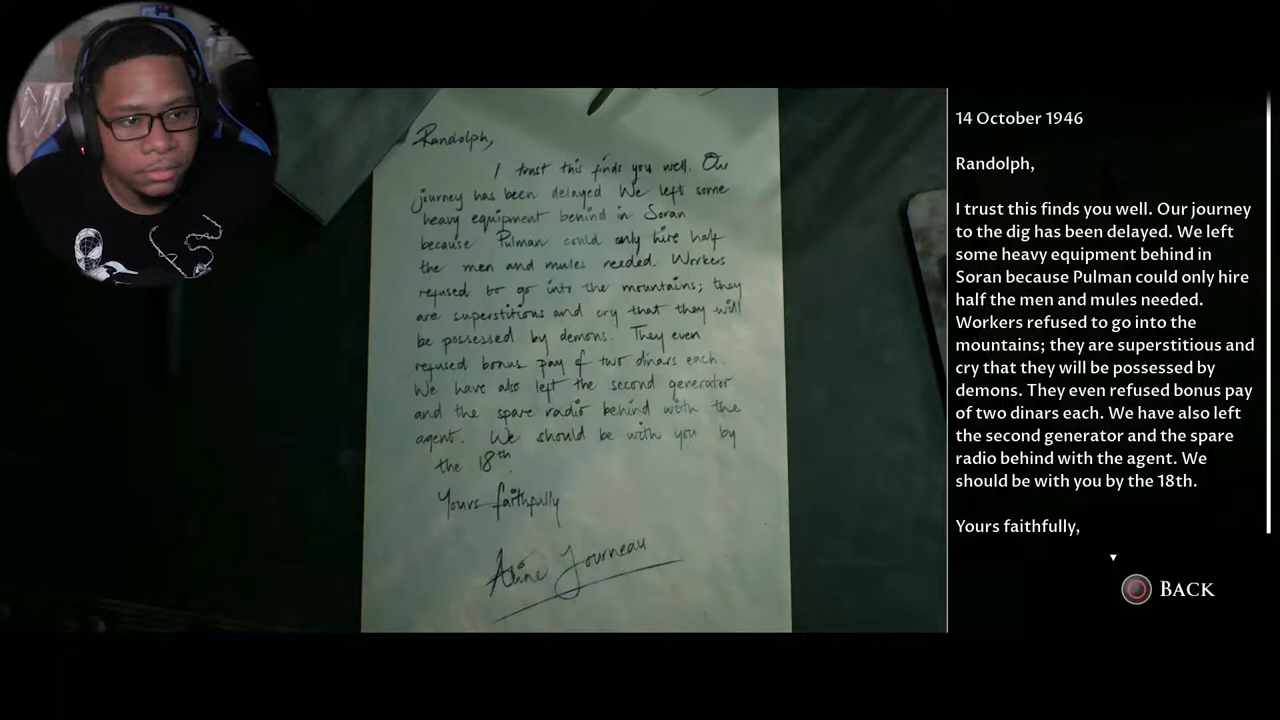 Randolph,
I trust this finds you well. Our
journey has been delayed We left some
heavy equipment behind in Soran
because Pulman could only hire half
the men and mules needed. Workers
refused to go into the mountains; they
are superstitious and cry that they will
be possessed by demons. They even
refused bonus pay of two dinars each.
We have also left the second generator
and the spare radio behind with the
agent. We should be with you by
the 18th.
Yours faithfully
Aline Journeau
14 October 1946
Randolph,
I trust this finds you well. Our journey
to the dig has been delayed. We left
some heavy equipment behind in
Soran because Pulman could only hire
half the men and mules needed.
Workers refused to go into the
mountains; they are superstitious and
cry that they will be possessed by
demons. They even refused bonus pay
of two dinars each. We have also left
the second generator and the spare
radio behind with the agent. We
should be with you by the 18th.
Yours faithfully,
BACK